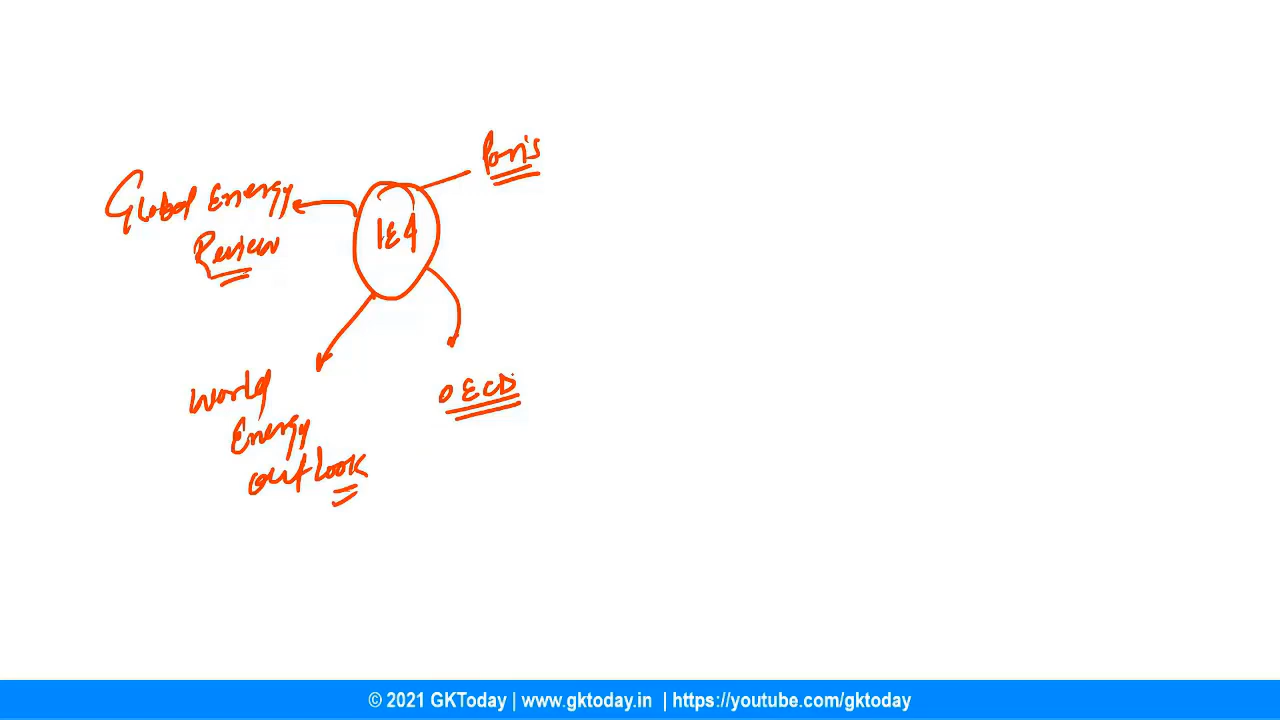 Paris
Global Energy
Review
IEA
World
Energy
outlook
OECD
© 2021 GKToday | www.gktoday.in | https://youtube.com/gktoday